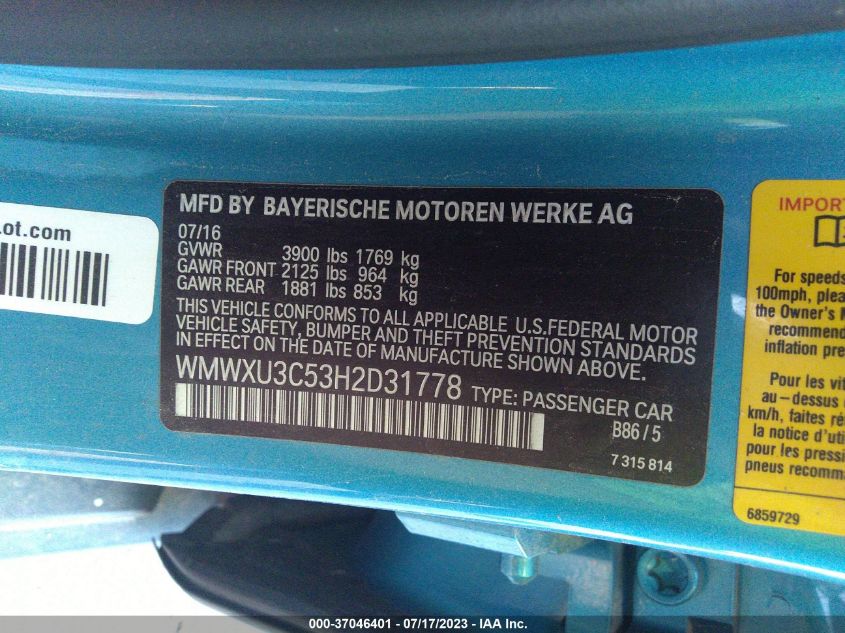 ot.com
MFD BY BAYERISCHE MOTOREN WERKE AG
07/16
GVWR 3900 lbs 1769 kg
GAWR FRONT 2125 lbs 964 kg
GAWR REAR 1881 lbs 853 kg
THIS VEHICLE CONFORMS TO ALL APPLICABLE U.S.FEDERAL MOTOR
VEHICLE SAFETY, BUMPER AND THEFT PREVENTION STANDARDS
IN EFFECT ON DATE OF MANUFACTURE SHOWN ABOVE.
WMWXU3C53H2D31778 TYPE: PASSENGER CAR
B86/5
7 315 814
IMPORT
For speeds
100mph, plea
the Owner's M
recommend
inflation pre
Pour les vit
au-dessus
km/h, faites ré
la notice d'uti
pour les pressi
pneus recomma
6859729
000-37046401 - 07/17/2023 - IAA Inc.